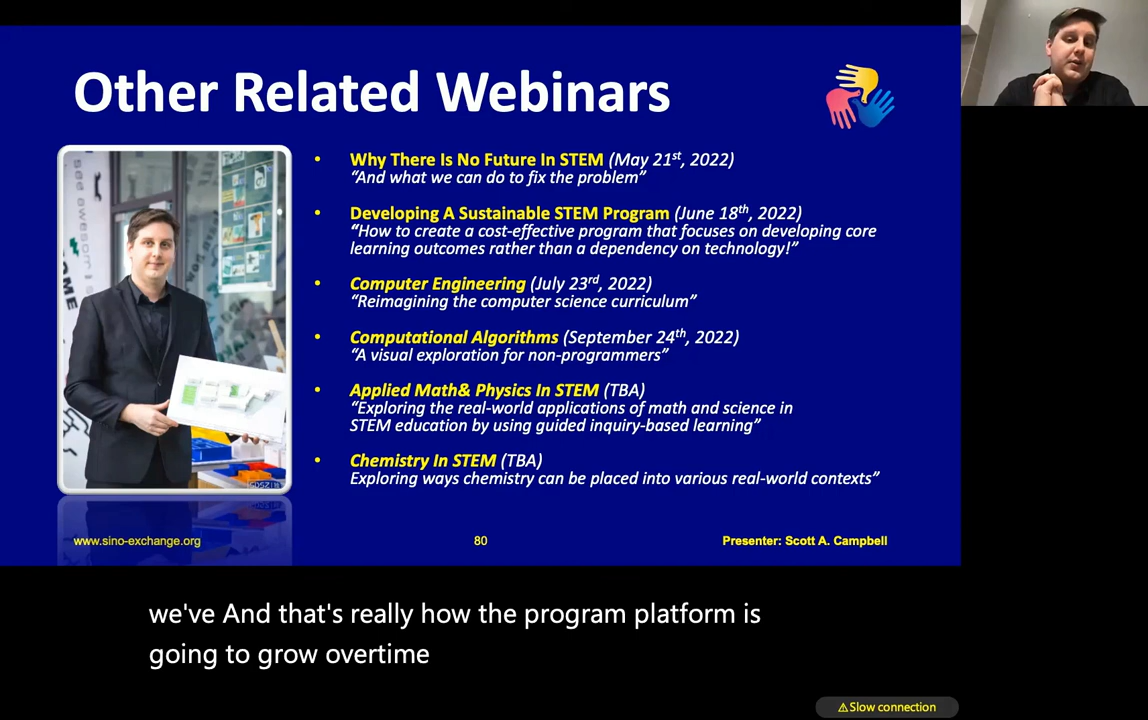 Other Related Webinars
• Why There Is No Future In STEM (May 21st, 2022)
“And what we can do to fix the problem”
• Developing A Sustainable STEM Program (June 18th, 2022)
“How to create a cost-effective program that focuses on developing core
learning outcomes rather than a dependency on technology!”
• Computer Engineering (July 23rd, 2022)
“Reimagining the computer science curriculum”
• Computational Algorithms (September 24th, 2022)
“A visual exploration for non-programmers”
• Applied Math& Physics In STEM (TBA)
“Exploring the real-world applications of math and science in
STEM education by using guided inquiry-based learning”
• Chemistry In STEM (TBA)
Exploring ways chemistry can be placed into various real-world contexts”
www.sino-exchange.org
80
Presenter: Scott A. Campbell
we've And that's really how the program platform is
going to grow overtime
⚠Slow connection